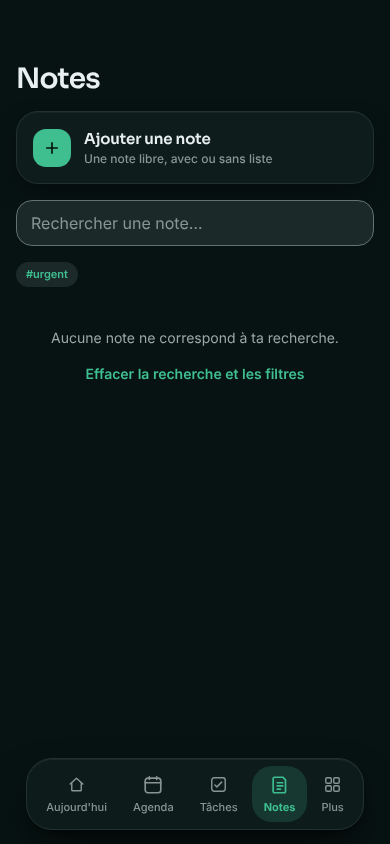 Notes
Ajouter une note
Une note libre, avec ou sans liste
Rechercher une note...
#urgent
Aucune note ne correspond à ta recherche.
Effacer la recherche et les filtres
Aujourd'hui
Agenda
Tâches
Notes
Plus